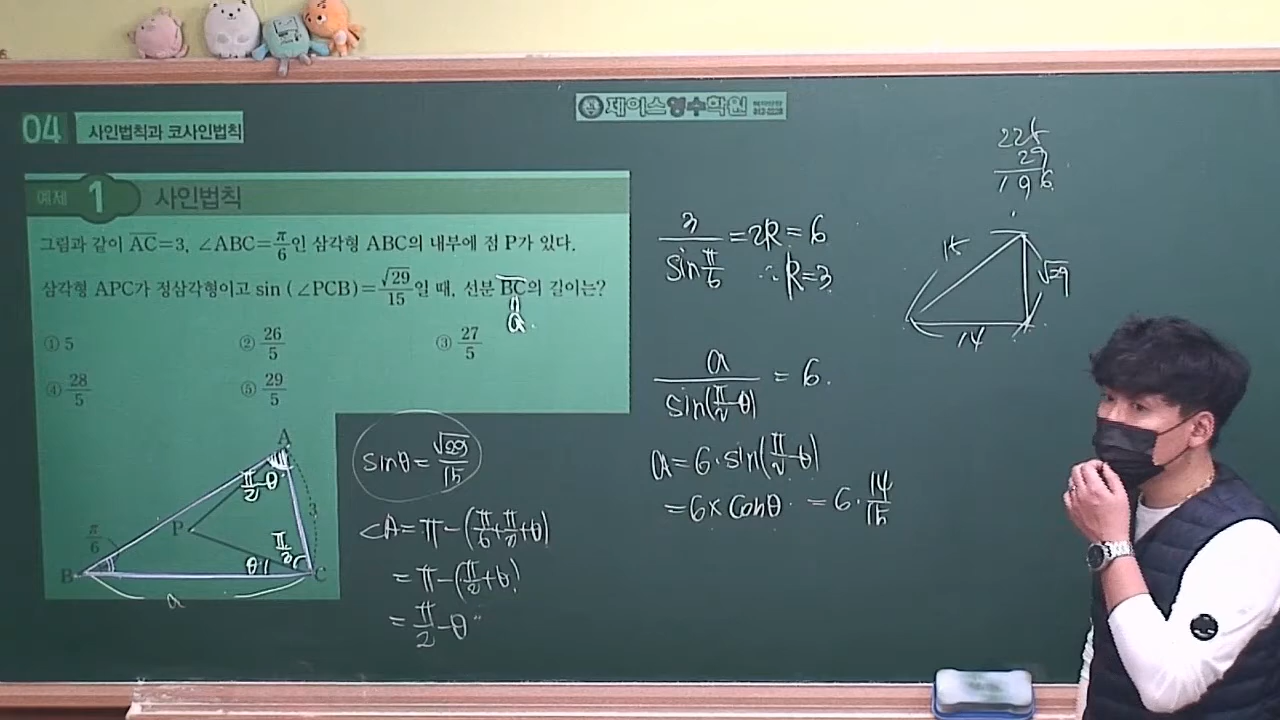 제이스영수학원
04 사인법칙과 코사인법칙
예제 1 사인법칙
그림과 같이 AC=3, ∠ABC=π/6인 삼각형 ABC의 내부에 점 P가 있다.
삼각형 APC가 정삼각형이고 sin (∠PCB)=√29/15일 때, 선분 BC의 길이는?
a
① 5 ② 26/5 ③ 27/5
④ 28/5 ⑤ 29/5
A
π/2-θ
P
3
π/6
B θ C
a
sinθ=√29/15
∠A=π-(π/6+π/3+θ)
=π-(π/2+θ)
=π/2-θ
3/sin π/6 =2R=6
∴R=3
a/sin(π/2-θ) = 6.
a=6·sin(π/2-θ)
=6×cosθ =6·14/15
225
29
196
15
√29
14